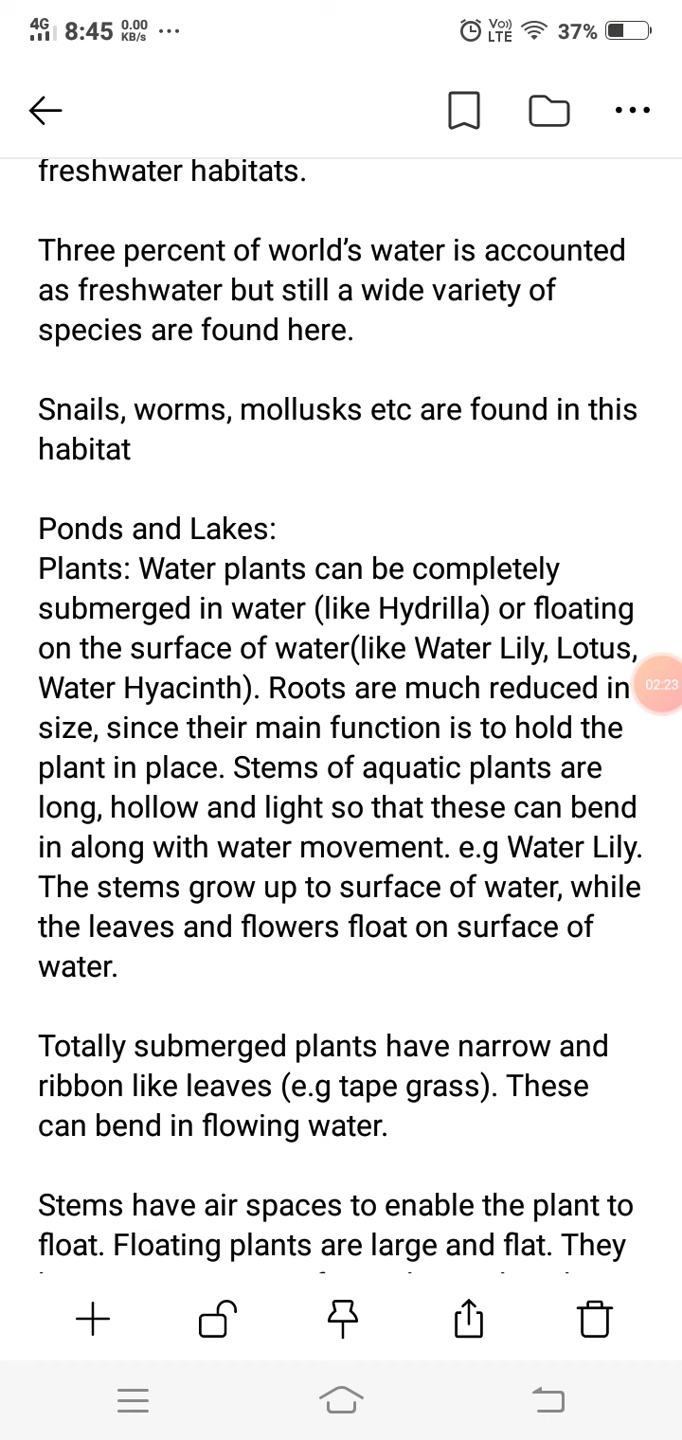 4G 8:45 0.00 KB/s ... Vo)) LTE 37%
freshwater habitats.
Three percent of world's water is accounted
as freshwater but still a wide variety of
species are found here.
Snails, worms, mollusks etc are found in this
habitat
Ponds and Lakes:
Plants: Water plants can be completely
submerged in water (like Hydrilla) or floating
on the surface of water(like Water Lily, Lotus,
Water Hyacinth). Roots are much reduced in
02:23
size, since their main function is to hold the
plant in place. Stems of aquatic plants are
long, hollow and light so that these can bend
in along with water movement. e.g Water Lily.
The stems grow up to surface of water, while
the leaves and flowers float on surface of
water.
Totally submerged plants have narrow and
ribbon like leaves (e.g tape grass). These
can bend in flowing water.
Stems have air spaces to enable the plant to
float. Floating plants are large and flat. They